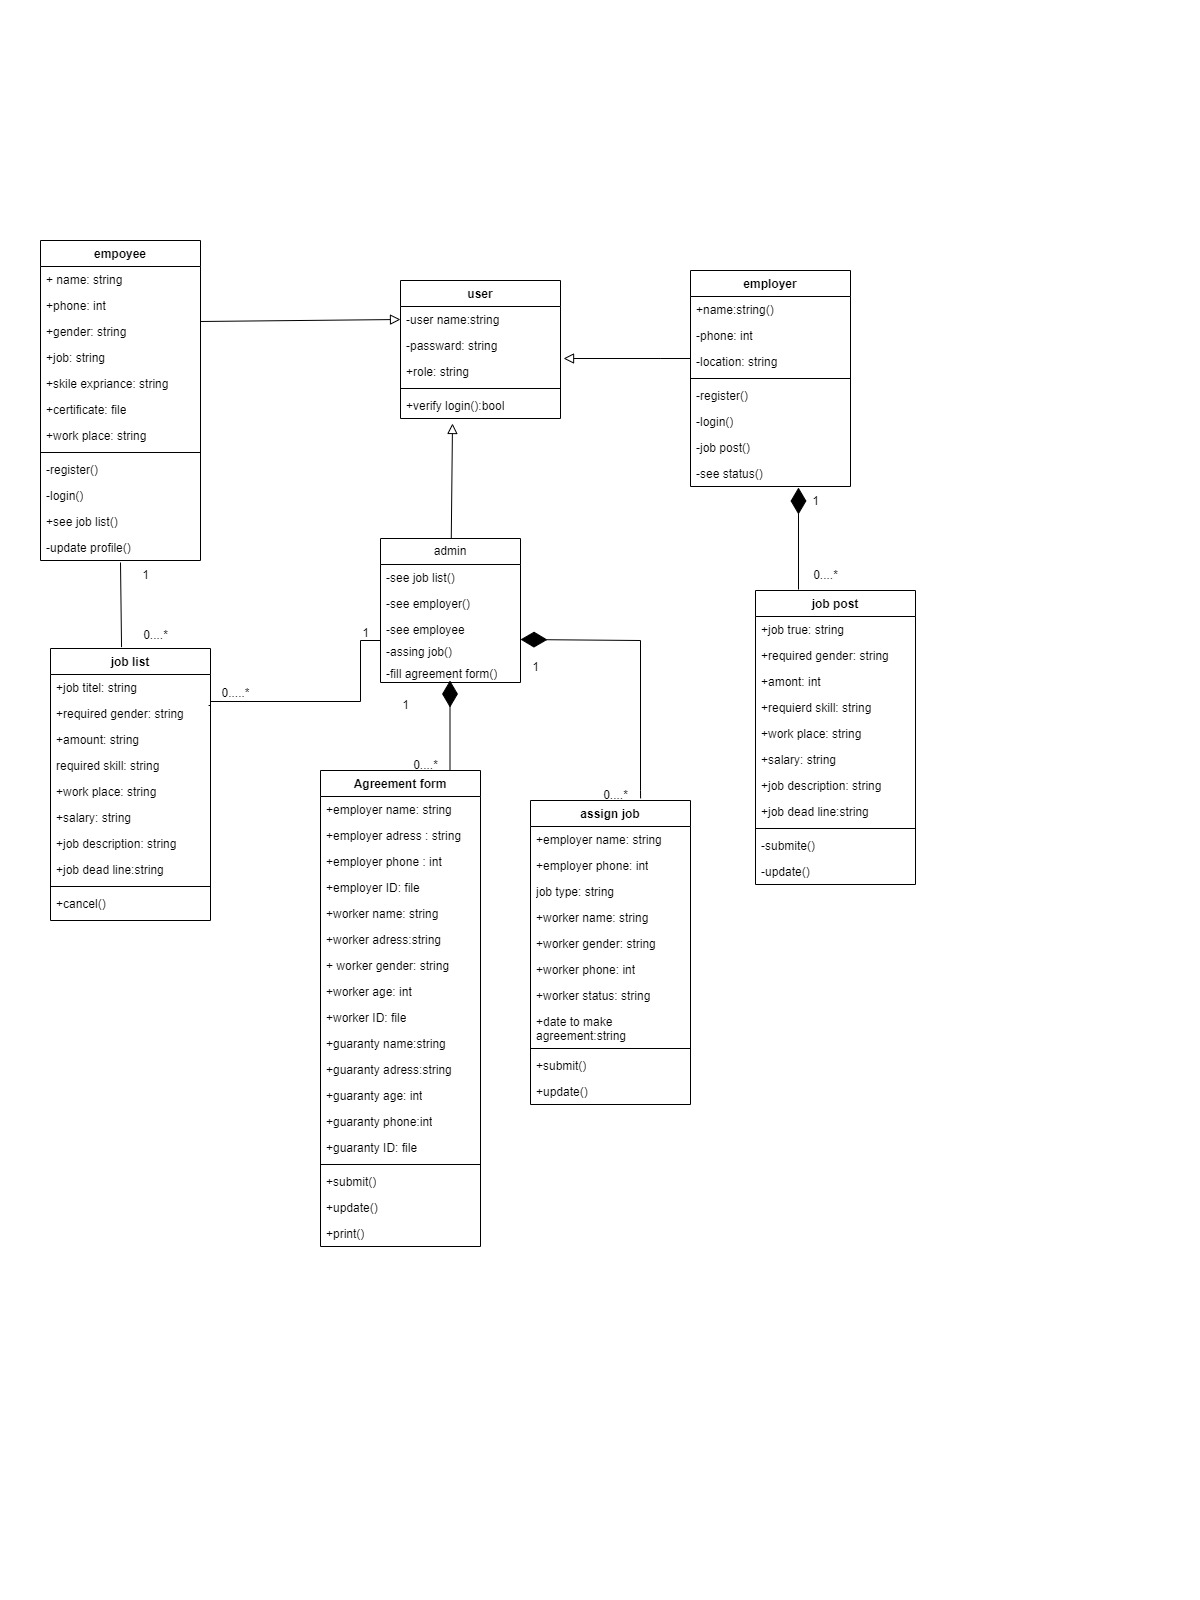 empoyee
+ name: string
+phone: int
+gender: string
+job: string
+skile expriance: string
+certificate: file
+work place: string
-register()
-login()
+see job list()
-update profile()
user
-user name:string
-passward: string
+role: string
+verify login():bool
employer
+name:string()
-phone: int
-location: string
-register()
-login()
-job post()
-see status()
1
0....*
1
0....*
admin
-see job list()
-see employer()
-see employee
-assing job()
-fill agreement form()
1
0.....*
1
0....*
1
0....*
job list
+job titel: string
+required gender: string
+amount: string
required skill: string
+work place: string
+salary: string
+job description: string
+job dead line:string
+cancel()
Agreement form
+employer name: string
+employer adress : string
+employer phone : int
+employer ID: file
+worker name: string
+worker adress:string
+ worker gender: string
+worker age: int
+worker ID: file
+guaranty name:string
+guaranty adress:string
+guaranty age: int
+guaranty phone:int
+guaranty ID: file
+submit()
+update()
+print()
assign job
+employer name: string
+employer phone: int
job type: string
+worker name: string
+worker gender: string
+worker phone: int
+worker status: string
+date to make
agreement:string
+submit()
+update()
job post
+job true: string
+required gender: string
+amont: int
+requierd skill: string
+work place: string
+salary: string
+job description: string
+job dead line:string
-submite()
-update()